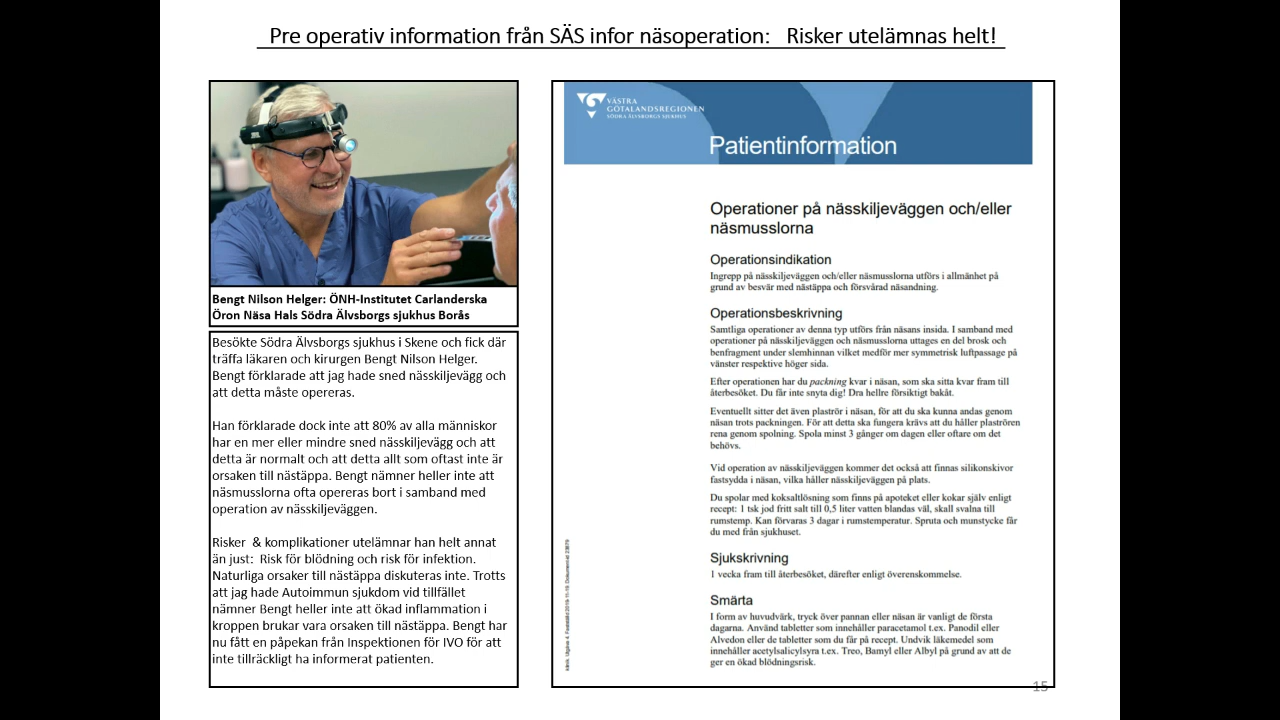 Pre operativ information från SÄS infor näsoperation:   Risker utelämnas helt!
Bengt Nilson Helger: ÖNH-Institutet Carlanderska
Öron Näsa Hals Södra Älvsborgs sjukhus Borås
Besökte Södra Älvsborgs sjukhus i Skene och fick där
träffa läkaren och kirurgen Bengt Nilson Helger.
Bengt förklarade att jag hade sned nässkiljevägg och
att detta måste opereras.
Han förklarade dock inte att 80% av alla människor
har en mer eller mindre sned nässkiljevägg och att
detta är normalt och att detta allt som oftast inte är
orsaken till nästäppa. Bengt nämner heller inte att
näsmusslorna ofta opereras bort i samband med
operation av nässkiljeväggen.
Risker  & komplikationer utelämnar han helt annat
än just:  Risk för blödning och risk för infektion.
Naturliga orsaker till nästäppa diskuteras inte. Trotts
att jag hade Autoimmun sjukdom vid tillfället
nämner Bengt heller inte att ökad inflammation i
kroppen brukar vara orsaken till nästäppa. Bengt har
nu fått en påpekan från Inspektionen för IVO för att
inte tillräckligt ha informerat patienten.
VÄSTRA
GÖTALANDSREGIONEN
SÖDRA ÄLVSBORGS SJUKHUS
Patientinformation
Operationer på nässkiljeväggen och/eller
näsmusslorna
Operationsindikation
Ingrepp på nässkiljeväggen och/eller näsmusslorna utförs i allmänhet på
grund av besvär med nästäppa och försvårad näsandning.
Operationsbeskrivning
Samtliga operationer av denna typ utförs från näsans insida. I samband med
operationer på nässkiljeväggen och näsmusslorna uttages en del brosk och
benfragment under slemhinnan vilket medför mer symmetrisk luftpassage på
vänster respektive höger sida.
Efter operationen har du packning kvar i näsan, som ska sitta kvar fram till
återbesöket. Du får inte snyta dig! Dra hellre försiktigt bakåt.
Eventuellt sitter det även plaströr i näsan, för att du ska kunna andas genom
näsan trots packningen. För att detta ska fungera krävs att du håller plaströren
rena genom spolning. Spola minst 3 gånger om dagen eller oftare om det
behövs.
Vid operation av nässkiljeväggen kommer det också att finnas silikonskivor
fastsydda i näsan, vilka håller nässkiljeväggen på plats.
Du spolar med koksaltlösning som finns på apoteket eller kokar själv enligt
recept: 1 tsk jod fritt salt till 0,5 liter vatten blandas väl, skall svalna till
rumstemp. Kan förvaras 3 dagar i rumstemperatur. Spruta och munstycke får
du med från sjukhuset.
Sjukskrivning
1 vecka fram till återbesöket, därefter enligt överenskommelse.
Smärta
I form av huvudvärk, tryck över pannan eller näsan är vanligt de första
dagarna. Använd tabletter som innehåller paracetamol t.ex. Panodil eller
Alvedon eller de tabletter som du får på recept. Undvik läkemedel som
innehåller acetylsalicylsyra t.ex. Treo, Bamyl eller Albyl på grund av att de
ger en ökad blödningsrisk.
15